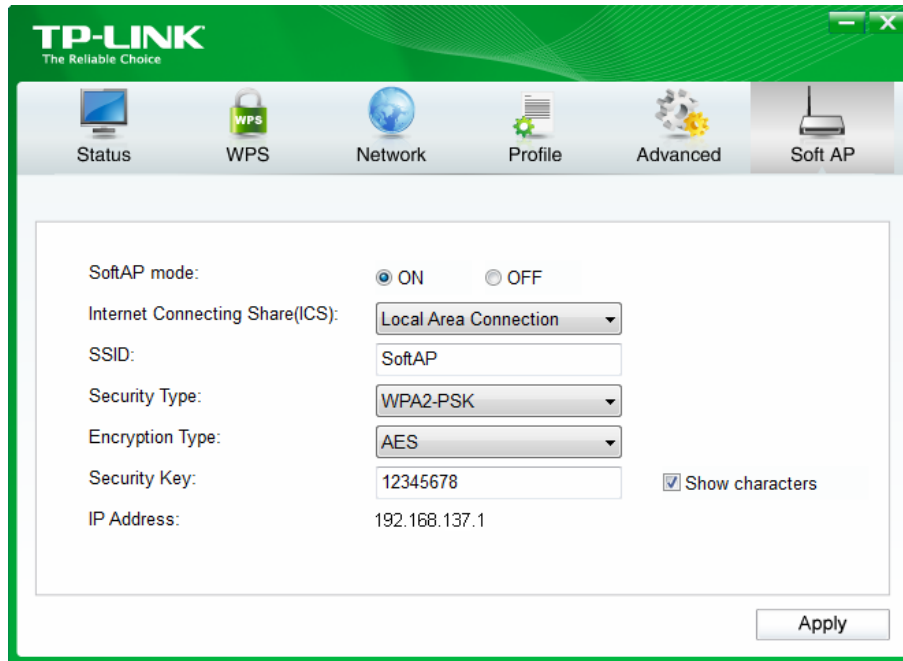 TP-LINK
The Reliable Choice
WPS
Status WPS Network Profile Advanced Soft AP
SoftAP mode: ON OFF
Internet Connecting Share(ICS): Local Area Connection
SSID: SoftAP
Security Type: WPA2-PSK
Encryption Type: AES
Security Key: 12345678 Show characters
IP Address: 192.168.137.1
Apply